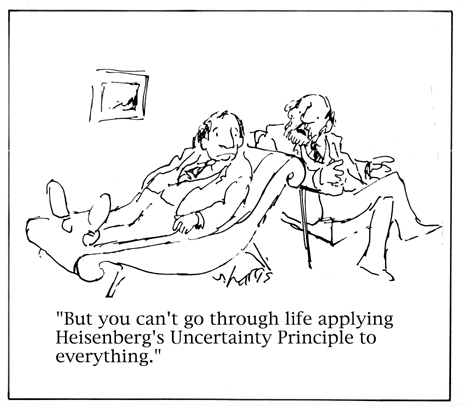 s.harris
"But you can't go through life applying
Heisenberg's Uncertainty Principle to
everything."